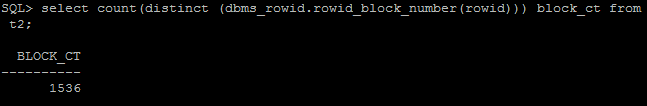 SQL> select count(distinct (dbms_rowid.rowid_block_number(rowid))) block_ct from
t2;
BLOCK_CT
----------
1536